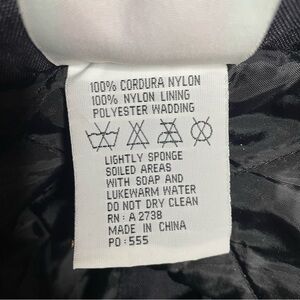 100% CORDURA NYLON
100% NYLON LINING
POLYESTER WADDING
LIGHTLY SPONGE
SOILED AREAS
WITH SOAP AND
LUKEWARM WATER
DO NOT DRY CLEAN
RN: A 2738
MADE IN CHINA
PO: 555